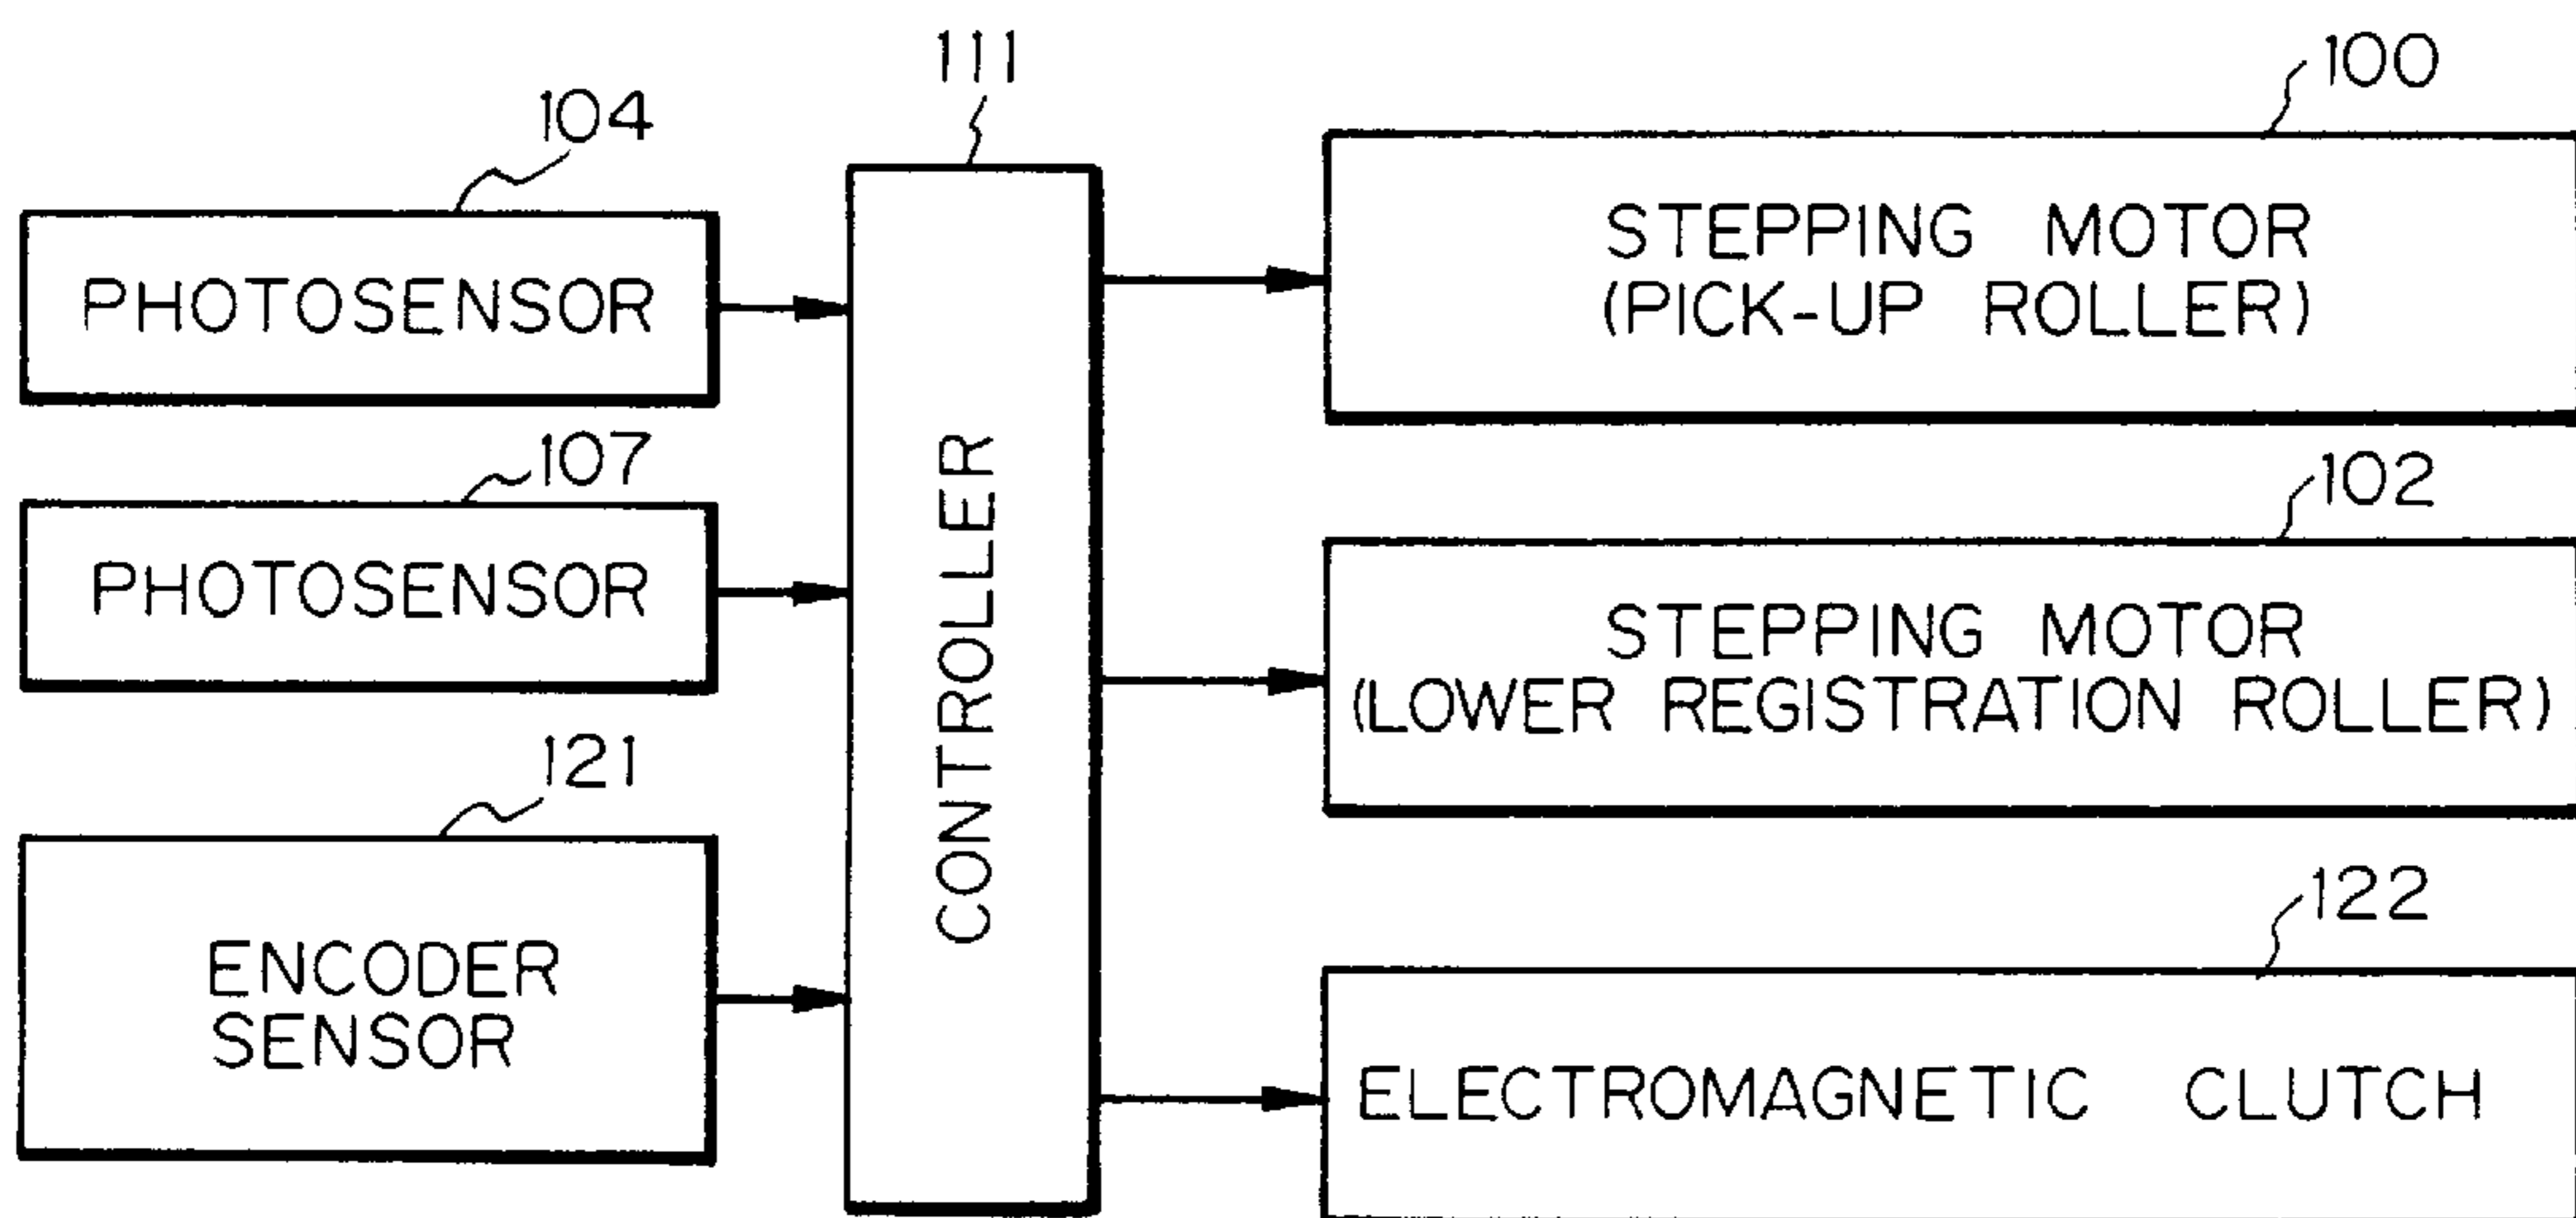 104
PHOTOSENSOR
107
PHOTOSENSOR
121
ENCODER
SENSOR
111
CONTROLLER
100
STEPPING MOTOR
(PICK-UP ROLLER)
102
STEPPING MOTOR
(LOWER REGISTRATION ROLLER)
122
ELECTROMAGNETIC CLUTCH